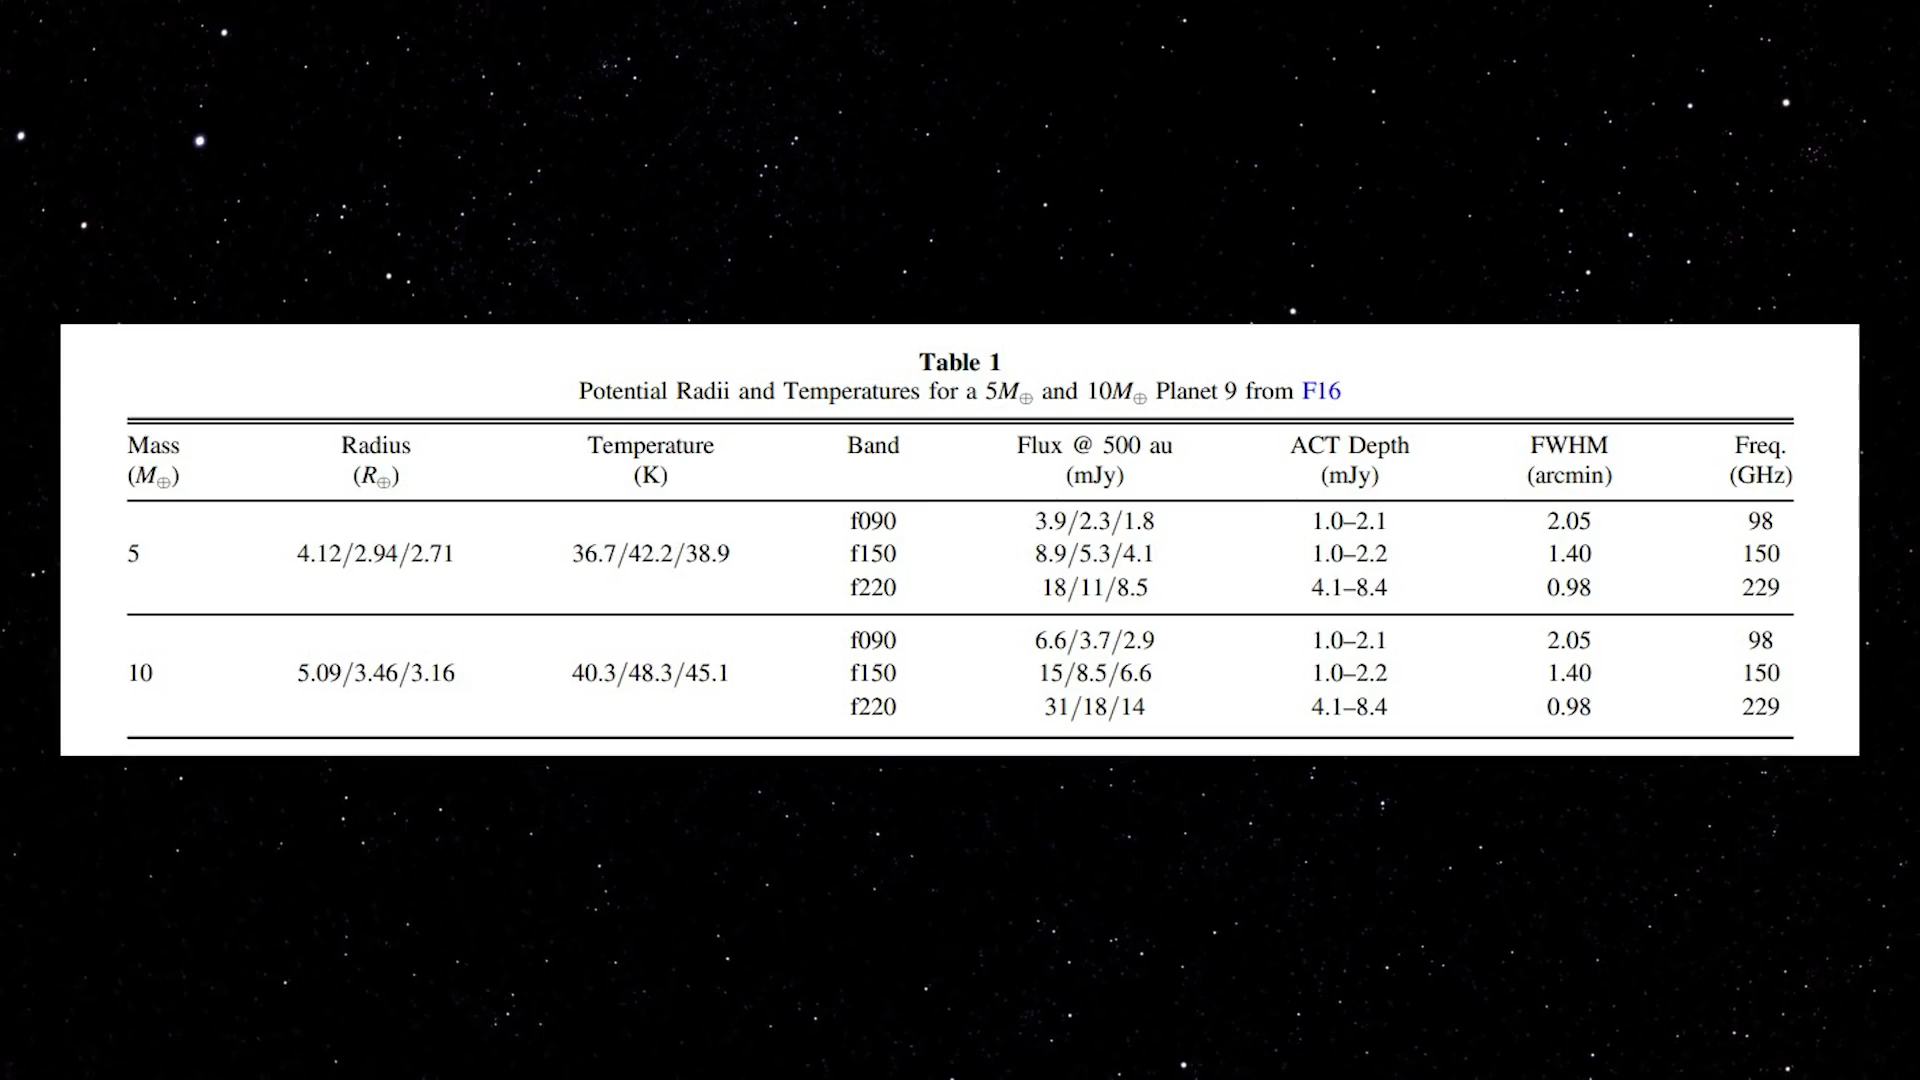 Table 1
Potential Radii and Temperatures for a 5M⊕ and 10M⊕ Planet 9 from F16
Mass Radius Temperature Band Flux @ 500 au ACT Depth FWHM Freq.
(M⊕) (R⊕) (K) (mJy) (mJy) (arcmin) (GHz)
f090 3.9/2.3/1.8 1.0–2.1 2.05 98
5 4.12/2.94/2.71 36.7/42.2/38.9 f150 8.9/5.3/4.1 1.0–2.2 1.40 150
f220 18/11/8.5 4.1–8.4 0.98 229
f090 6.6/3.7/2.9 1.0–2.1 2.05 98
10 5.09/3.46/3.16 40.3/48.3/45.1 f150 15/8.5/6.6 1.0–2.2 1.40 150
f220 31/18/14 4.1–8.4 0.98 229